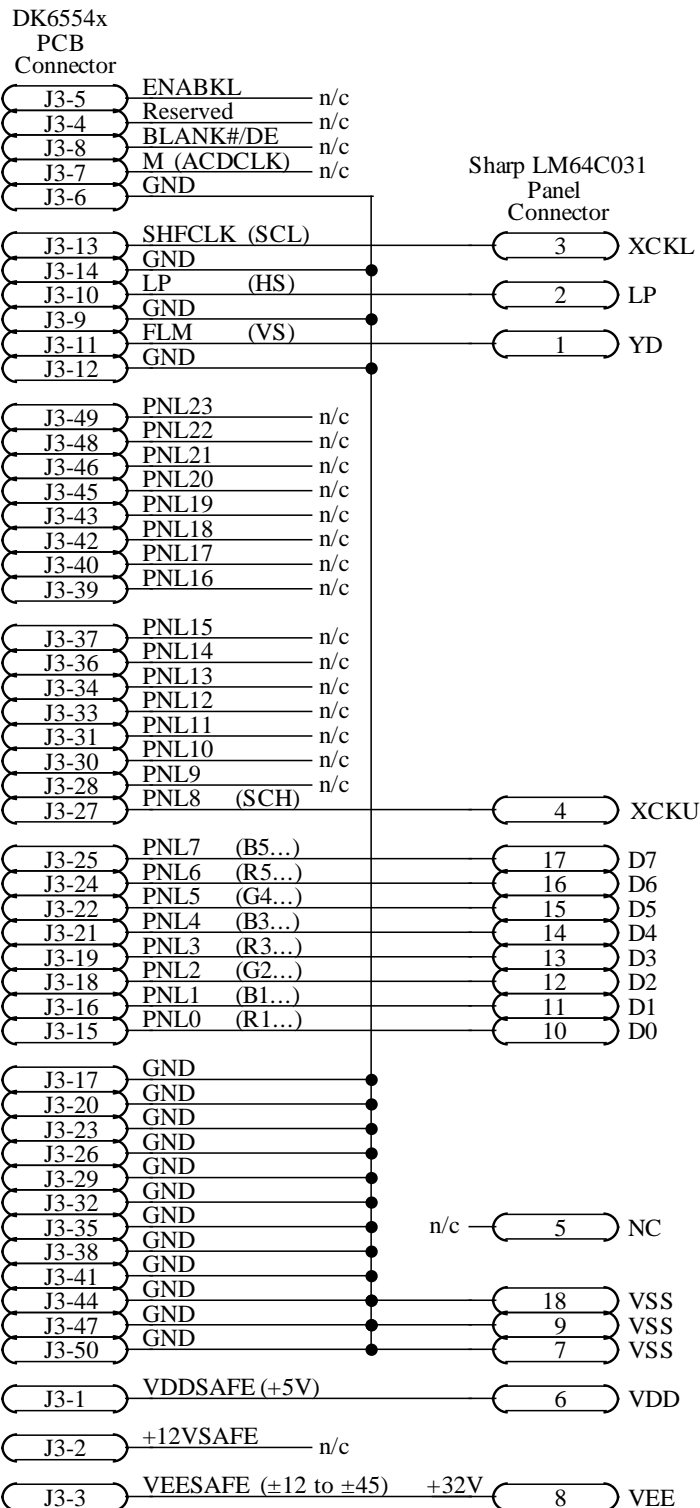 DK6554x
PCB
Connector
J3-5 ENABKL n/c
J3-4 Reserved n/c
J3-8 BLANK#/DE n/c
J3-7 M (ACDCLK) n/c
J3-6 GND
Sharp LM64C031
Panel
Connector
J3-13 SHFCLK (SCL) 3 XCKL
J3-14 GND
J3-10 LP (HS) 2 LP
J3-9 GND
J3-11 FLM (VS) 1 YD
J3-12 GND
J3-49 PNL23 n/c
J3-48 PNL22 n/c
J3-46 PNL21 n/c
J3-45 PNL20 n/c
J3-43 PNL19 n/c
J3-42 PNL18 n/c
J3-40 PNL17 n/c
J3-39 PNL16 n/c
J3-37 PNL15 n/c
J3-36 PNL14 n/c
J3-34 PNL13 n/c
J3-33 PNL12 n/c
J3-31 PNL11 n/c
J3-30 PNL10 n/c
J3-28 PNL9 n/c
J3-27 PNL8 (SCH) 4 XCKU
J3-25 PNL7 (B5...) 17 D7
J3-24 PNL6 (R5...) 16 D6
J3-22 PNL5 (G4...) 15 D5
J3-21 PNL4 (B3...) 14 D4
J3-19 PNL3 (R3...) 13 D3
J3-18 PNL2 (G2...) 12 D2
J3-16 PNL1 (B1...) 11 D1
J3-15 PNL0 (R1...) 10 D0
J3-17 GND
J3-20 GND
J3-23 GND
J3-26 GND
J3-29 GND
J3-32 GND
J3-35 GND n/c 5 NC
J3-38 GND
J3-41 GND
J3-44 GND 18 VSS
J3-47 GND 9 VSS
J3-50 GND 7 VSS
J3-1 VDDSAFE (+5V) 6 VDD
J3-2 +12VSAFE n/c
J3-3 VEESAFE (±12 to ±45) +32V 8 VEE